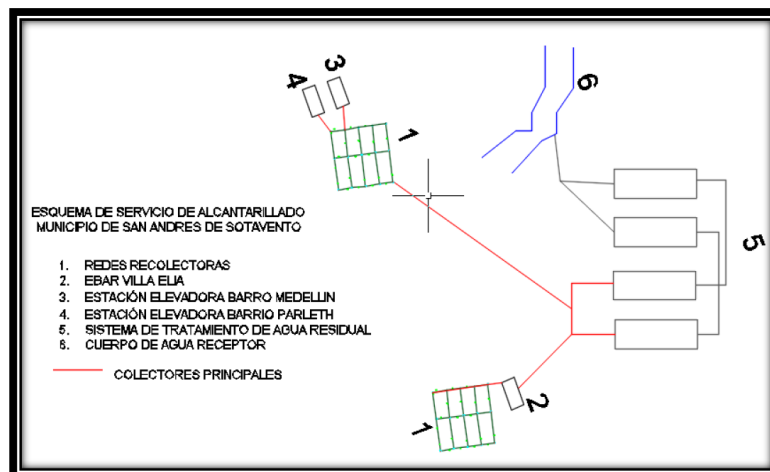 3
4
1
6
5
2
1
ESQUEMA DE SERVICIO DE ALCANTARILLADO
MUNICIPIO DE SAN ANDRES DE SOTAVENTO
1. REDES RECOLECTORAS
2. EBAR VILLA ELIA
3. ESTACIÓN ELEVADORA BARRO MEDELLIN
4. ESTACIÓN ELEVADORA BARRIO PARLETH
5. SISTEMA DE TRATAMIENTO DE AGUA RESIDUAL
6. CUERPO DE AGUA RECEPTOR
COLECTORES PRINCIPALES